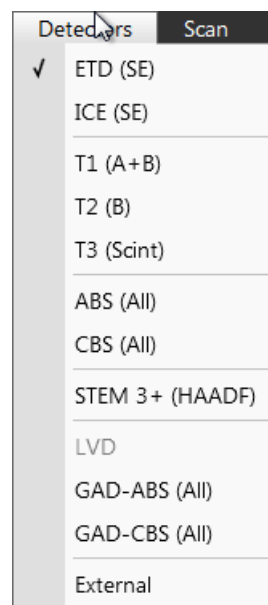 Detectors Scan
√ ETD (SE)
ICE (SE)
T1 (A+B)
T2 (B)
T3 (Scint)
ABS (All)
CBS (All)
STEM 3+ (HAADF)
LVD
GAD-ABS (All)
GAD-CBS (All)
External